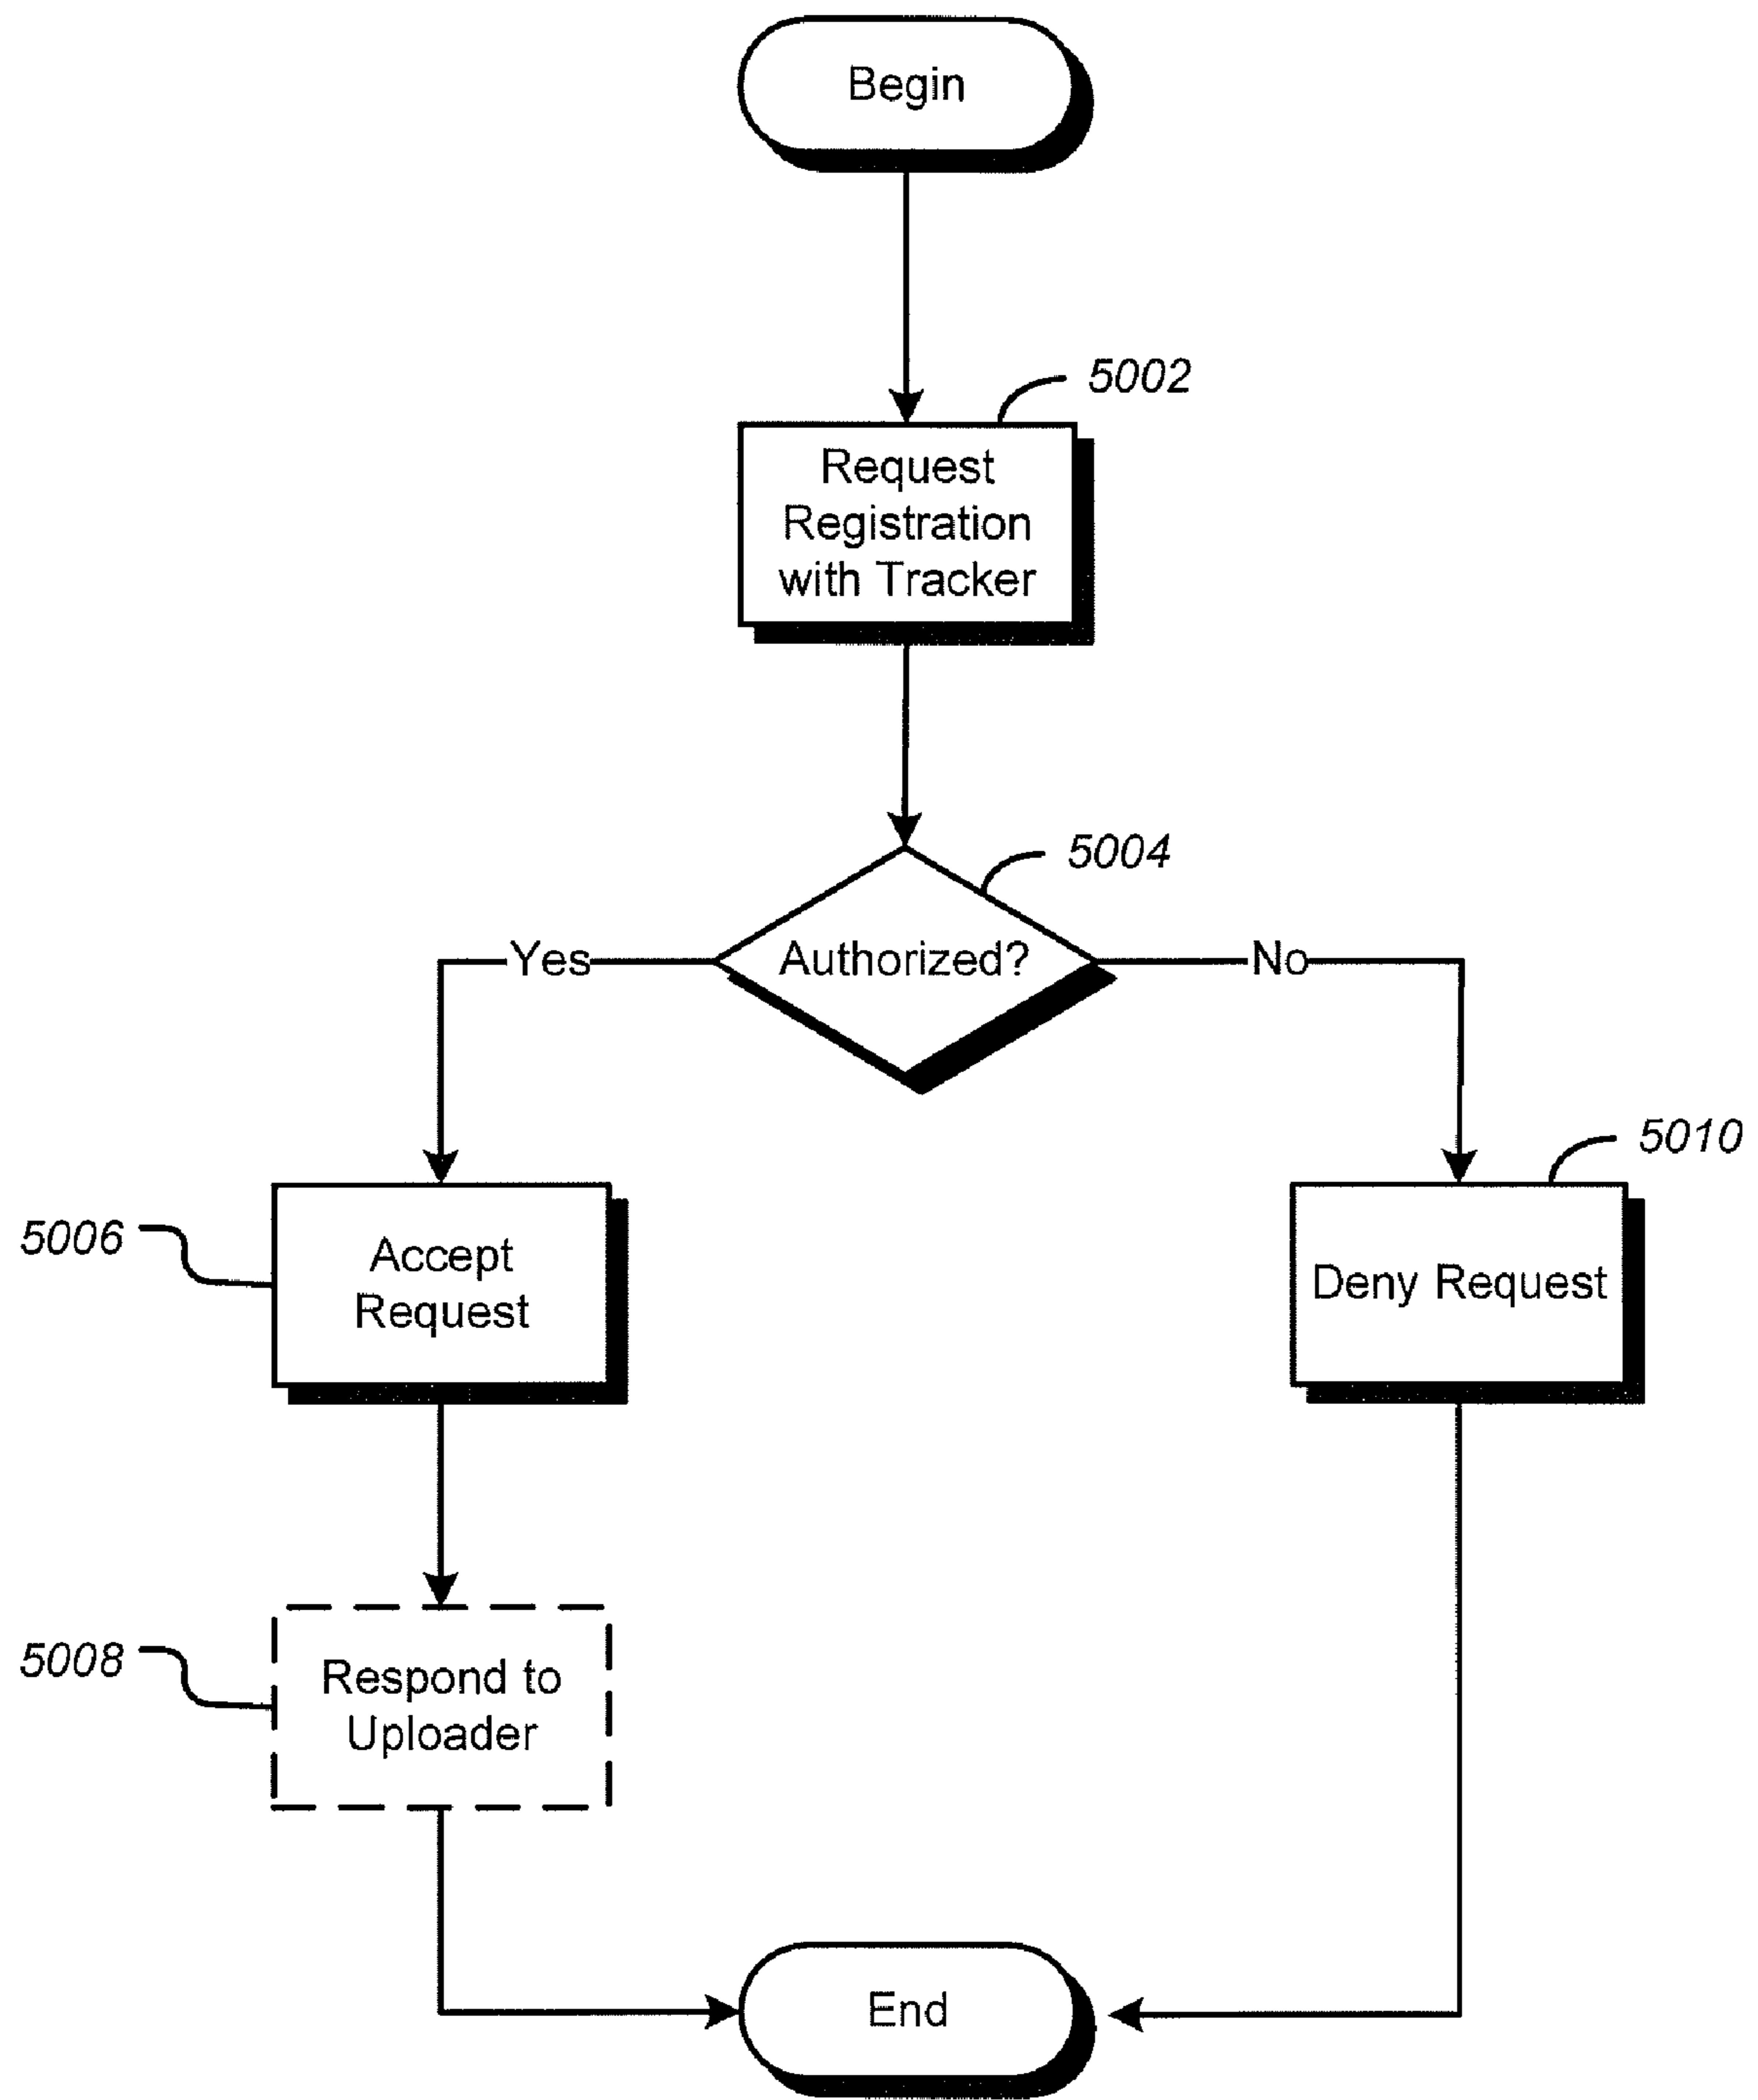 Begin
5002
Request
Registration
with Tracker
5004
Yes
Authorized?
No
5006
Accept
Request
5010
Deny Request
5008
Respond to
Uploader
End